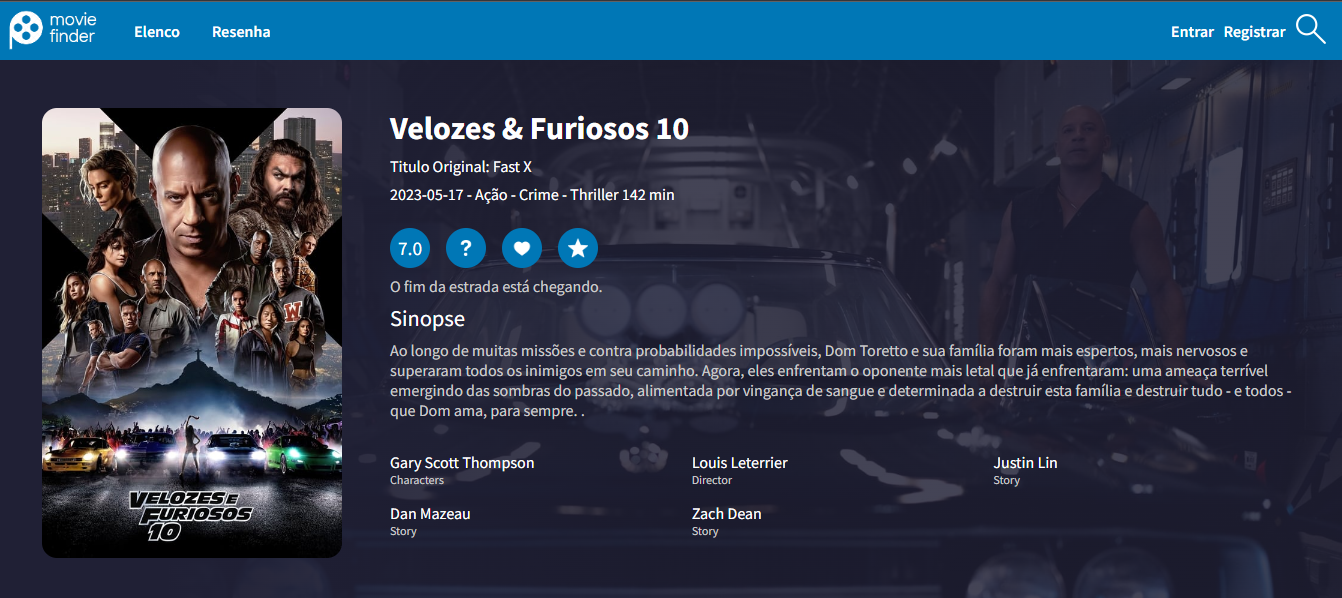 movie
finder
Elenco
Resenha
Entrar
Registrar
Velozes & Furiosos 10
Titulo Original: Fast X
2023-05-17 - Ação - Crime - Thriller 142 min
7.0
?
O fim da estrada está chegando.
Sinopse
Ao longo de muitas missões e contra probabilidades impossíveis, Dom Toretto e sua família foram mais espertos, mais nervosos e
superaram todos os inimigos em seu caminho. Agora, eles enfrentam o oponente mais letal que já enfrentaram: uma ameaça terrível
emergindo das sombras do passado, alimentada por vingança de sangue e determinada a destruir esta família e destruir tudo - e todos -
que Dom ama, para sempre. .
Gary Scott Thompson
Characters
Louis Leterrier
Director
Justin Lin
Story
Dan Mazeau
Story
Zach Dean
Story
W
VELOZES E
FURIOSOS
10